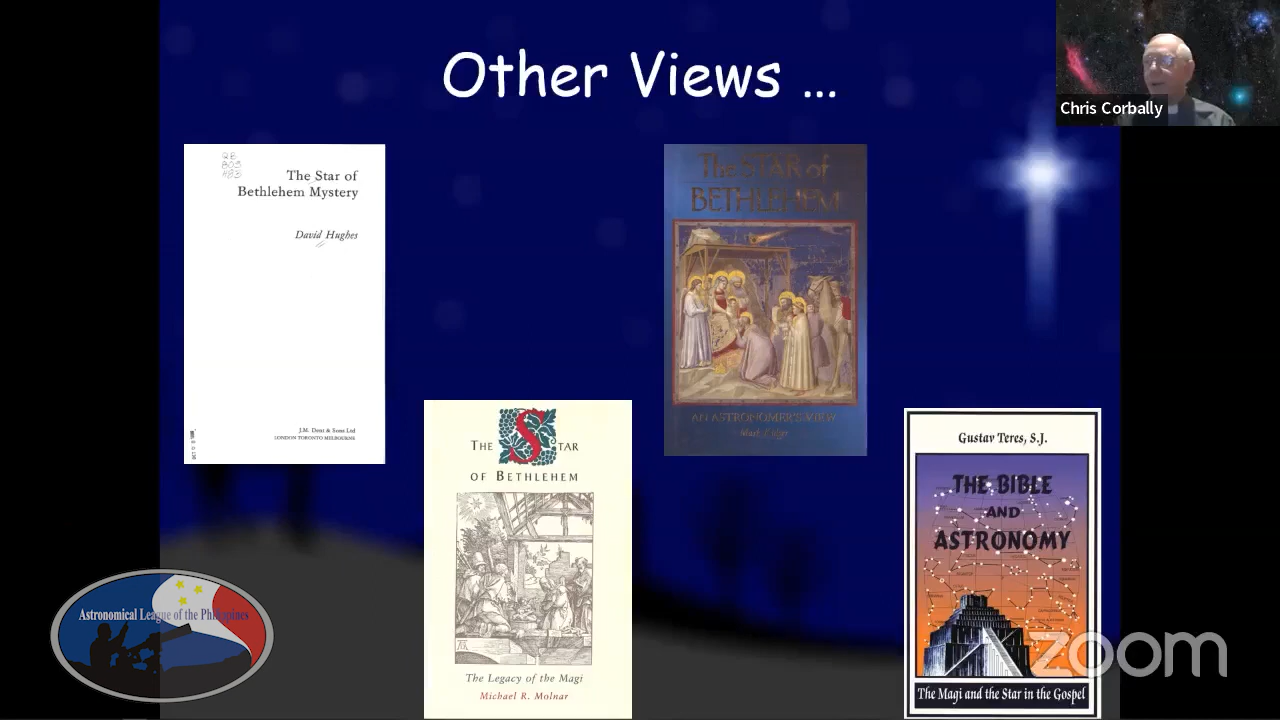 Other Views ...
Chris Corbally
QB
803
The Star of
Bethlehem Mystery
David Hughes
J.M. Dent & Sons Ltd
LONDON TORONTO MELBOURNE
The STAR of
BETHLEHEM
AN ASTRONOMER'S VIEW
Mark Kidger
THE STAR
OF BETHLEHEM
The Legacy of the Magi
Michael R. Molnar
Gustav Teres, S.J.
THE BIBLE
AND
ASTRONOMY
The Magi and the Star in the Gospel
Astronomical League of the Philippines
zoom